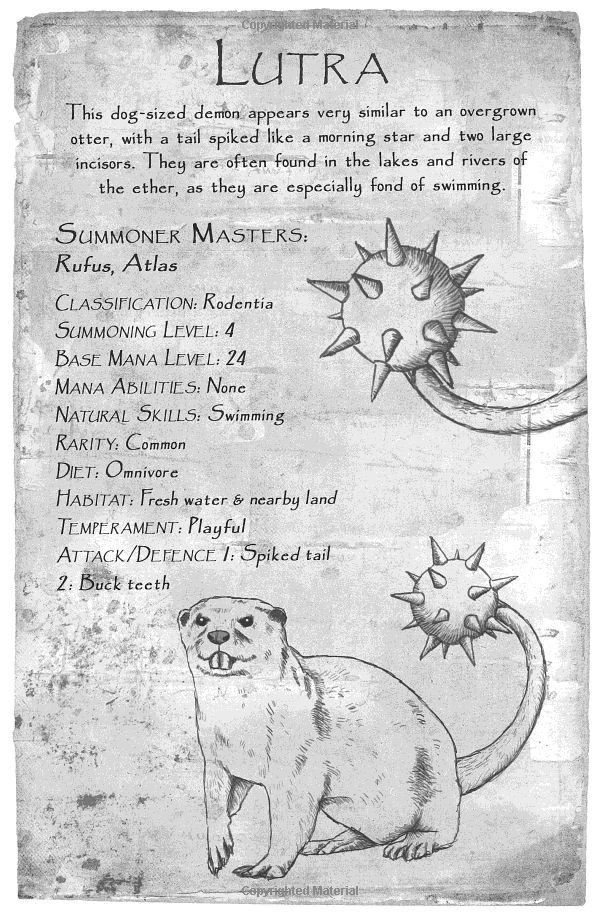 Copyrighted Material
LUTRA
This dog-sized demon appears very similar to an overgrown
otter, with a tail spiked like a morning star and two large
incisors. They are often found in the lakes and rivers of
the ether, as they are especially fond of swimming.
SUMMONER MASTERS:
Rufus, Atlas
CLASSIFICATION: Rodentia
SUMMONING LEVEL: 4
BASE MANA LEVEL: 24
MANA ABILITIES: None
NATURAL SKILLS: Swimming
RARITY: Common
DIET: Omnivore
HABITAT: Fresh water & nearby land
TEMPERAMENT: Playful
ATTACK/DEFENCE 1: Spiked tail
2: Buck teeth
Copyrighted Material